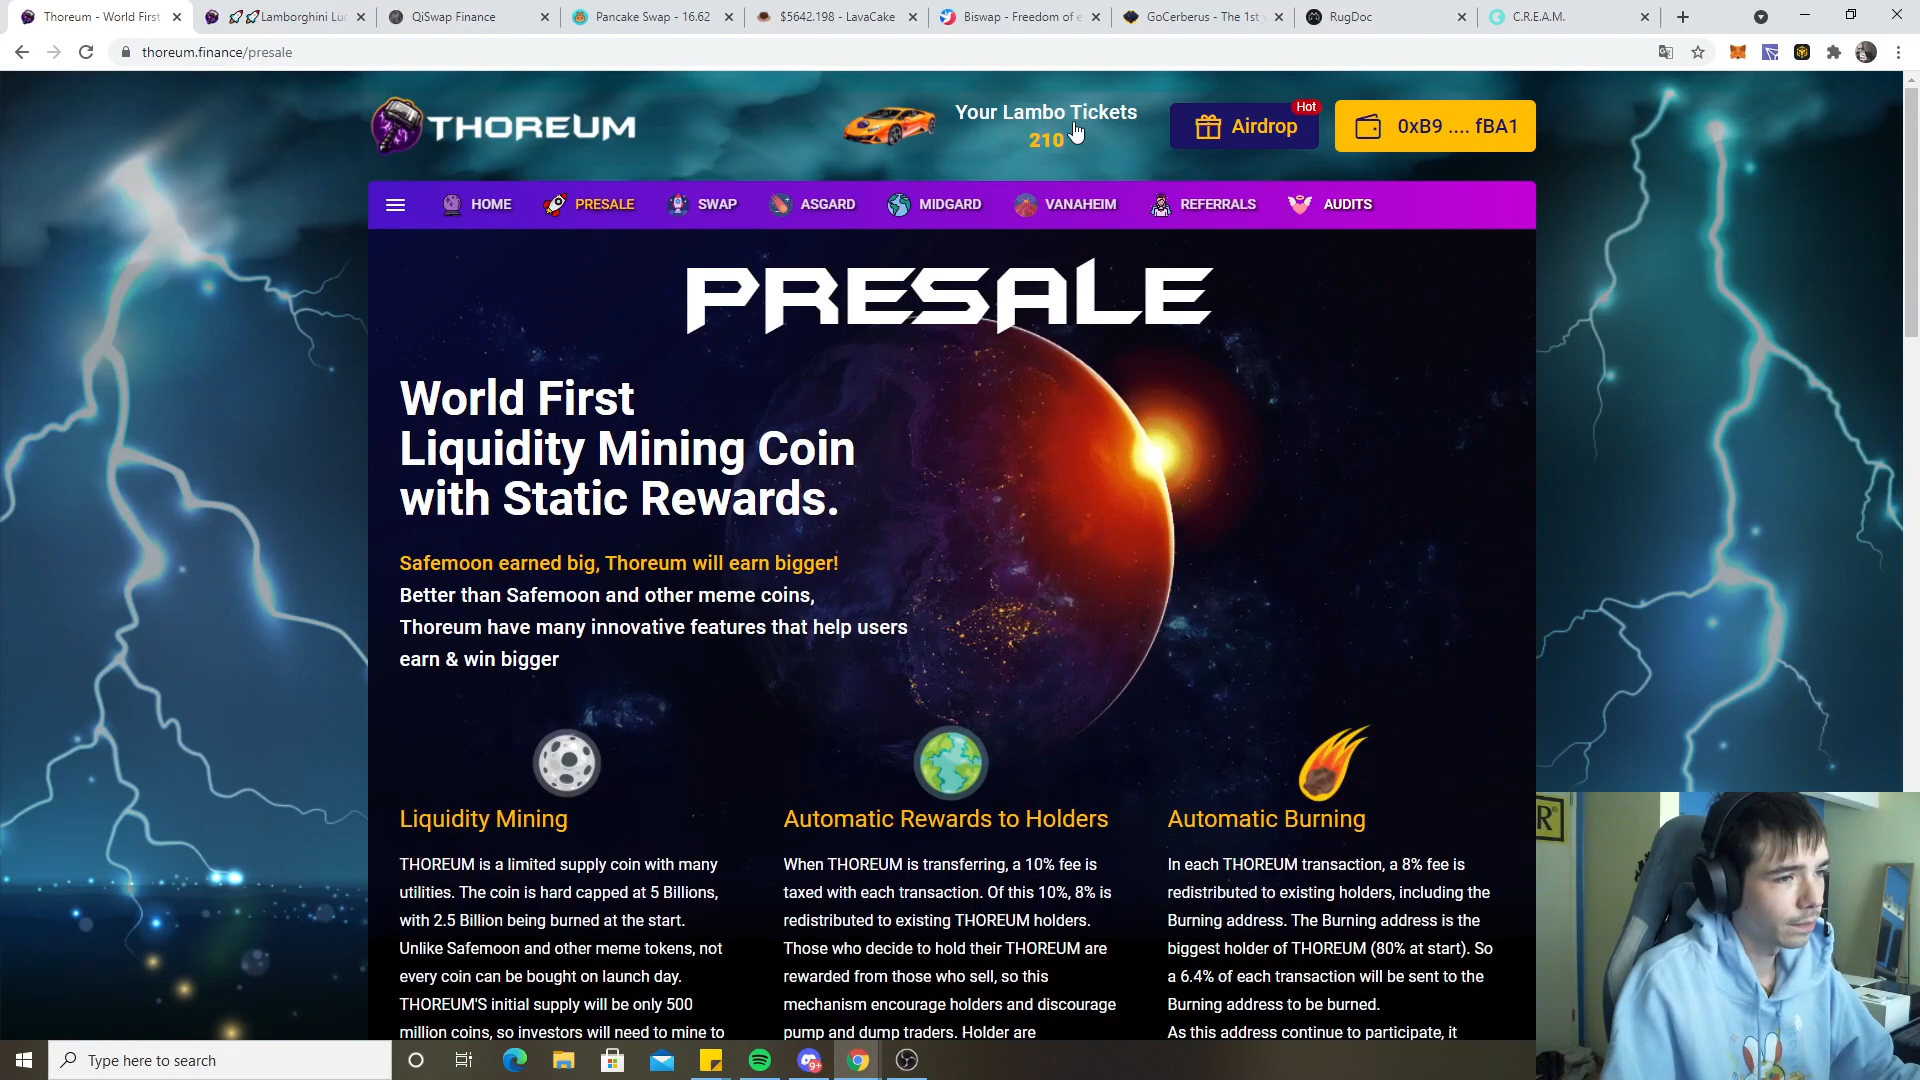 Thoreum - World First
Lamborghini Luc
QiSwap Finance
Pancake Swap - 16.62
$5642.198 - LavaCake
Biswap - Freedom of e
GoCerberus - The 1st
RugDoc
C.R.E.A.M.
thoreum.finance/presale
THOREUM
Your Lambo Tickets
210
Hot
Airdrop
0xB9 .... fBA1
HOME
PRESALE
SWAP
ASGARD
MIDGARD
VANAHEIM
REFERRALS
AUDITS
PRESALE
World First
Liquidity Mining Coin
with Static Rewards.
Safemoon earned big, Thoreum will earn bigger!
Better than Safemoon and other meme coins,
Thoreum have many innovative features that help users
earn & win bigger
Liquidity Mining
THOREUM is a limited supply coin with many
utilities. The coin is hard capped at 5 Billions,
with 2.5 Billion being burned at the start.
Unlike Safemoon and other meme tokens, not
every coin can be bought on launch day.
THOREUM'S initial supply will be only 500
million coins, so investors will need to mine to
Automatic Rewards to Holders
When THOREUM is transferring, a 10% fee is
taxed with each transaction. Of this 10%, 8% is
redistributed to existing THOREUM holders.
Those who decide to hold their THOREUM are
rewarded from those who sell, so this
mechanism encourage holders and discourage
pump and dump traders. Holder are
Automatic Burning
In each THOREUM transaction, a 8% fee is
redistributed to existing holders, including the
Burning address. The Burning address is the
biggest holder of THOREUM (80% at start). So
a 6.4% of each transaction will be sent to the
Burning address to be burned.
As this address continue to participate, it
Type here to search
9+